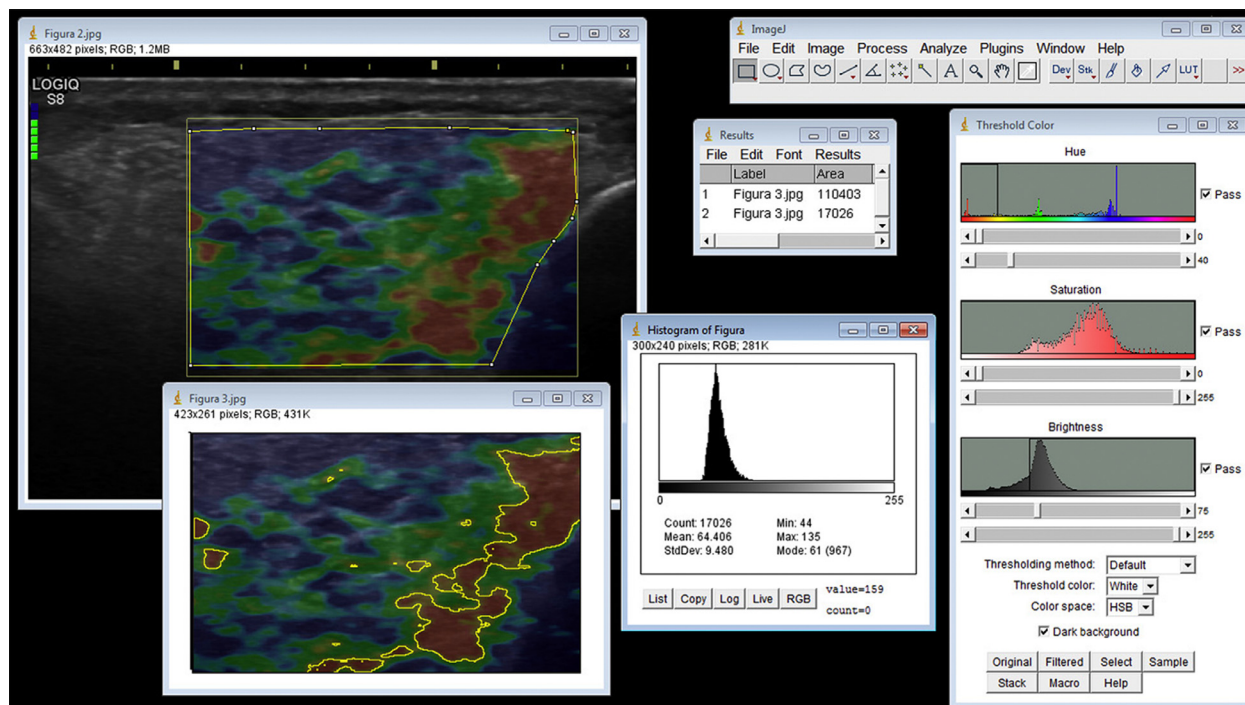 Figura 2.jpg
663x482 pixels; RGB; 1.2MB
LOGIQ
S8
ImageJ
File Edit Image Process Analyze Plugins Window Help
A Dev Stk LUT >>
Results
File Edit Font Results
Label Area
1 Figura 3.jpg 110403
2 Figura 3.jpg 17026
Threshold Color
Hue
Pass
0
40
Saturation
Pass
0
255
Brightness
Pass
75
255
Thresholding method: Default
Threshold color: White
Color space: HSB
Dark background
Original Filtered Select Sample
Stack Macro Help
Histogram of Figura
300x240 pixels; RGB; 281K
0 255
Count: 17026 Min: 44
Mean: 64.406 Max: 135
StdDev: 9.480 Mode: 61 (967)
List Copy Log Live RGB value=159
count=0
Figura 3.jpg
423x261 pixels; RGB; 431K